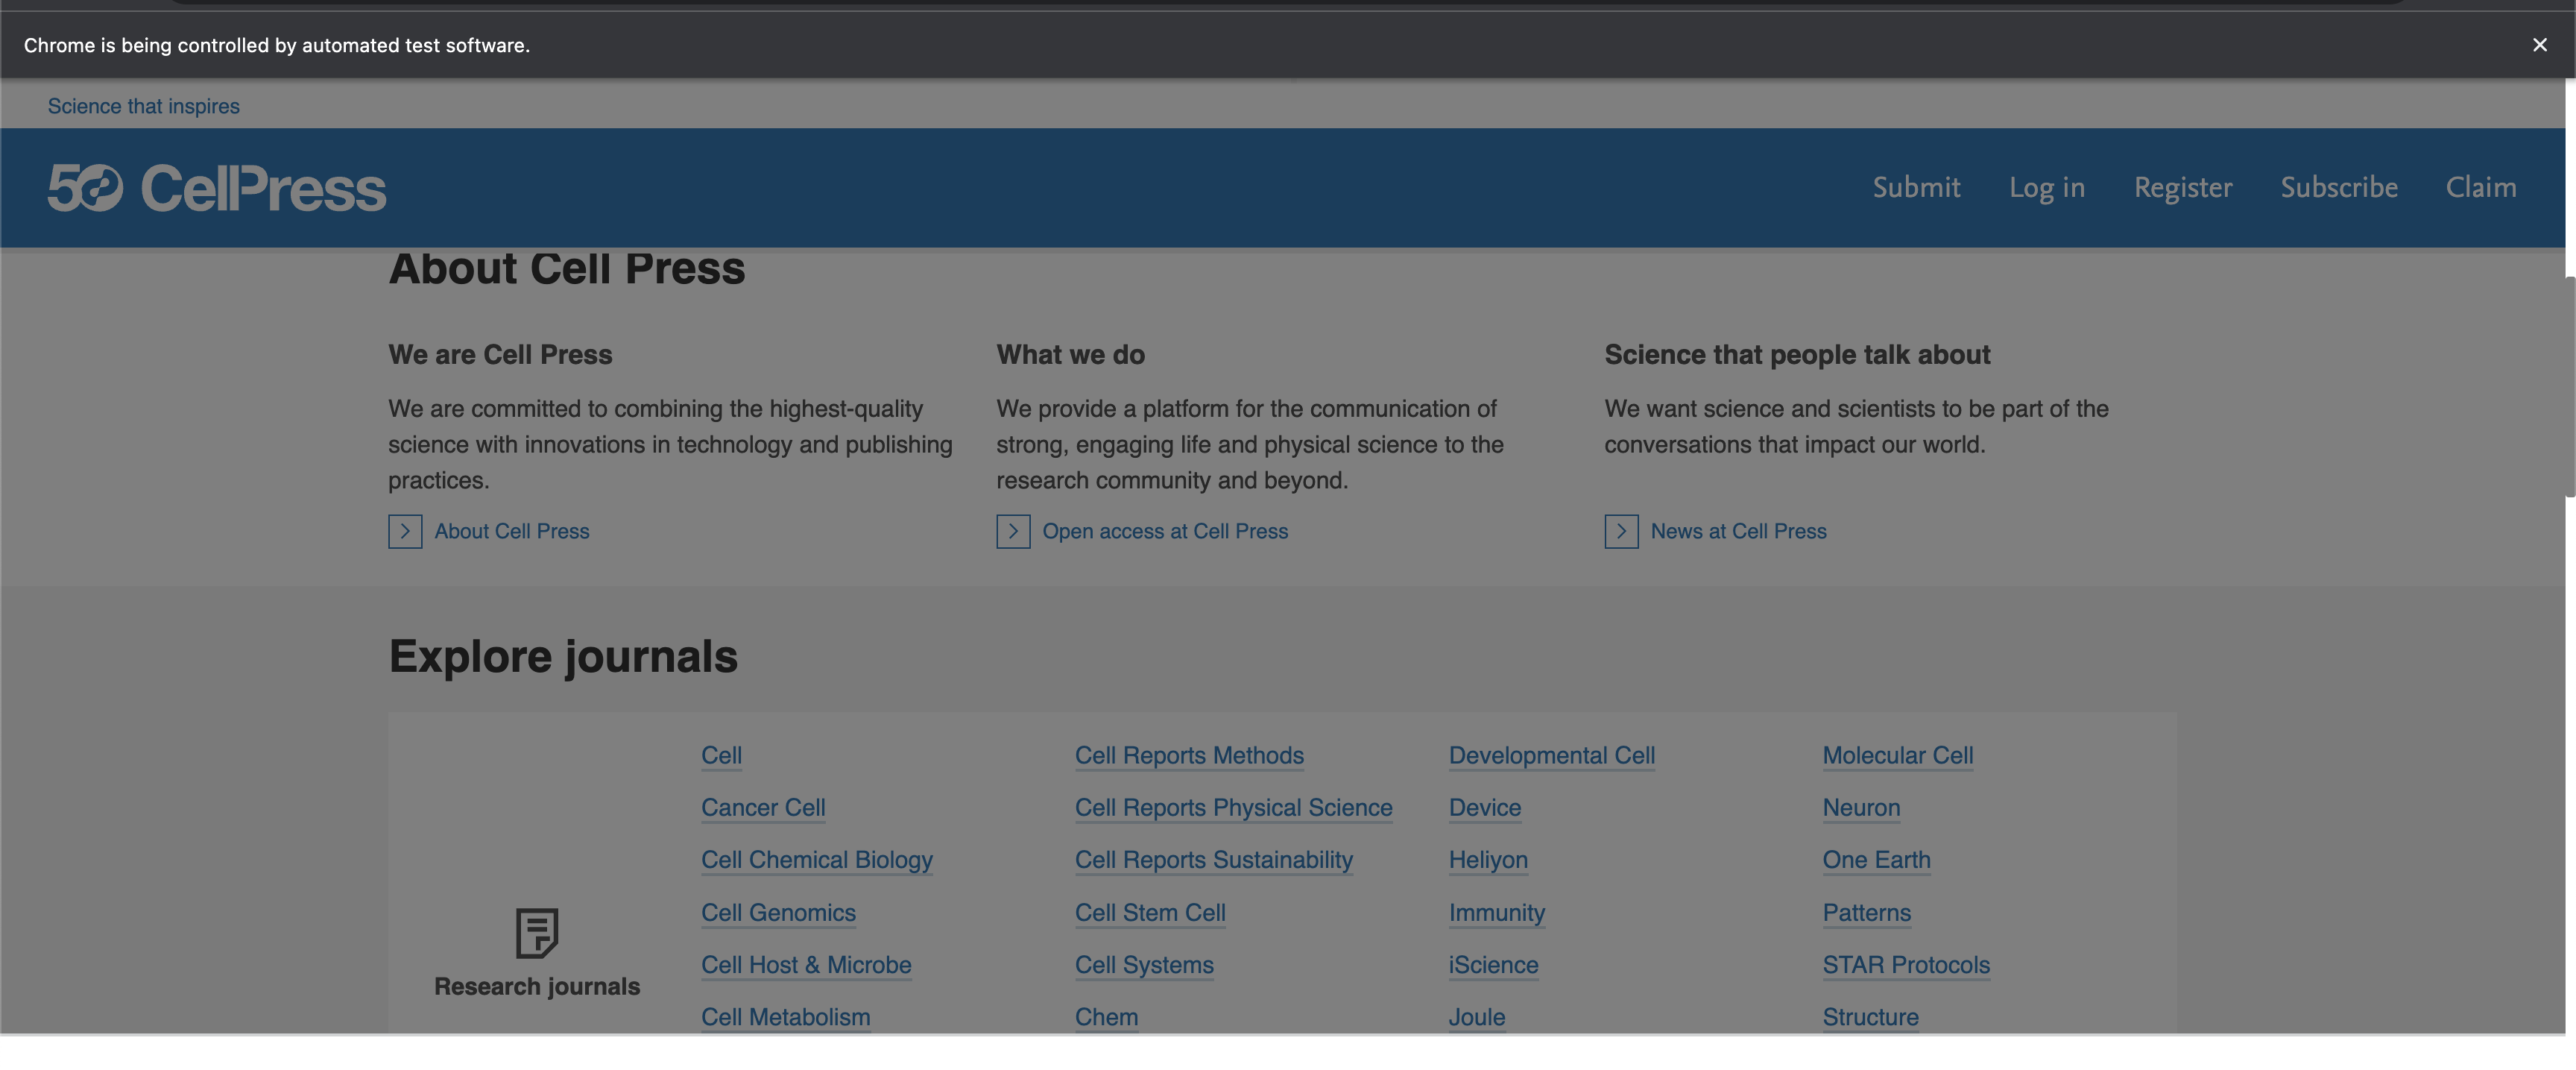 Chrome is being controlled by automated test software.
Science that inspires
50 CellPress
Submit Log in Register Subscribe Claim
About Cell Press
We are Cell Press
We are committed to combining the highest-quality
science with innovations in technology and publishing
practices.
About Cell Press
What we do
We provide a platform for the communication of
strong, engaging life and physical science to the
research community and beyond.
Open access at Cell Press
Science that people talk about
We want science and scientists to be part of the
conversations that impact our world.
News at Cell Press
Explore journals
Research journals
Cell
Cancer Cell
Cell Chemical Biology
Cell Genomics
Cell Host & Microbe
Cell Metabolism
Cell Reports Methods
Cell Reports Physical Science
Cell Reports Sustainability
Cell Stem Cell
Cell Systems
Chem
Developmental Cell
Device
Heliyon
Immunity
iScience
Joule
Molecular Cell
Neuron
One Earth
Patterns
STAR Protocols
Structure